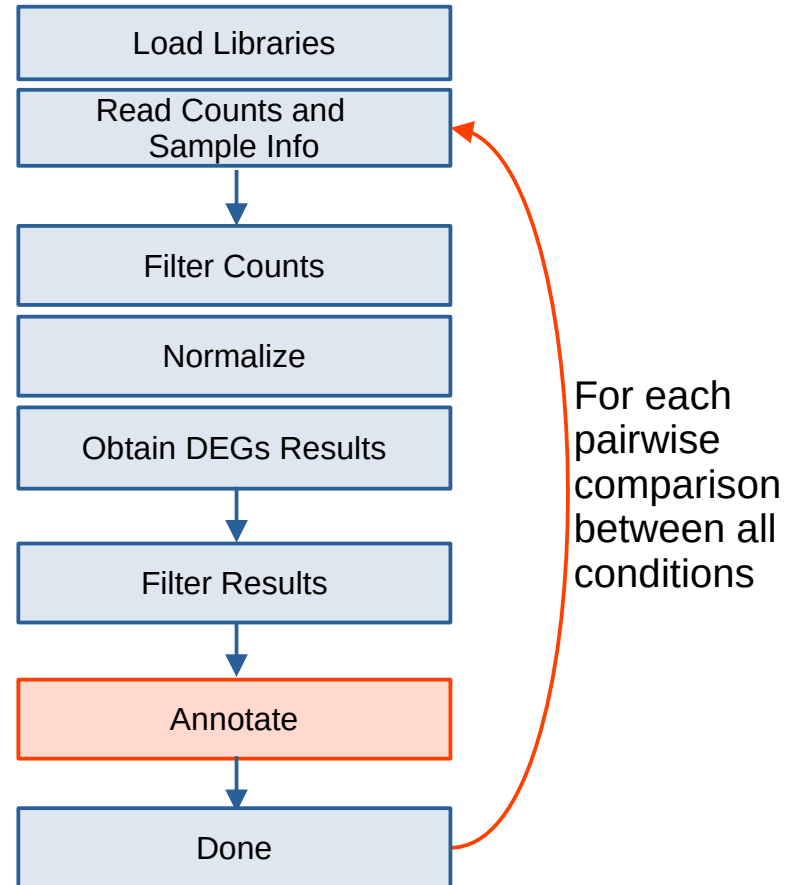 Load Libraries
Read Counts and
Sample Info
Filter Counts
Normalize
Obtain DEGs Results
Filter Results
Annotate
Done
For each
pairwise
comparison
between all
conditions